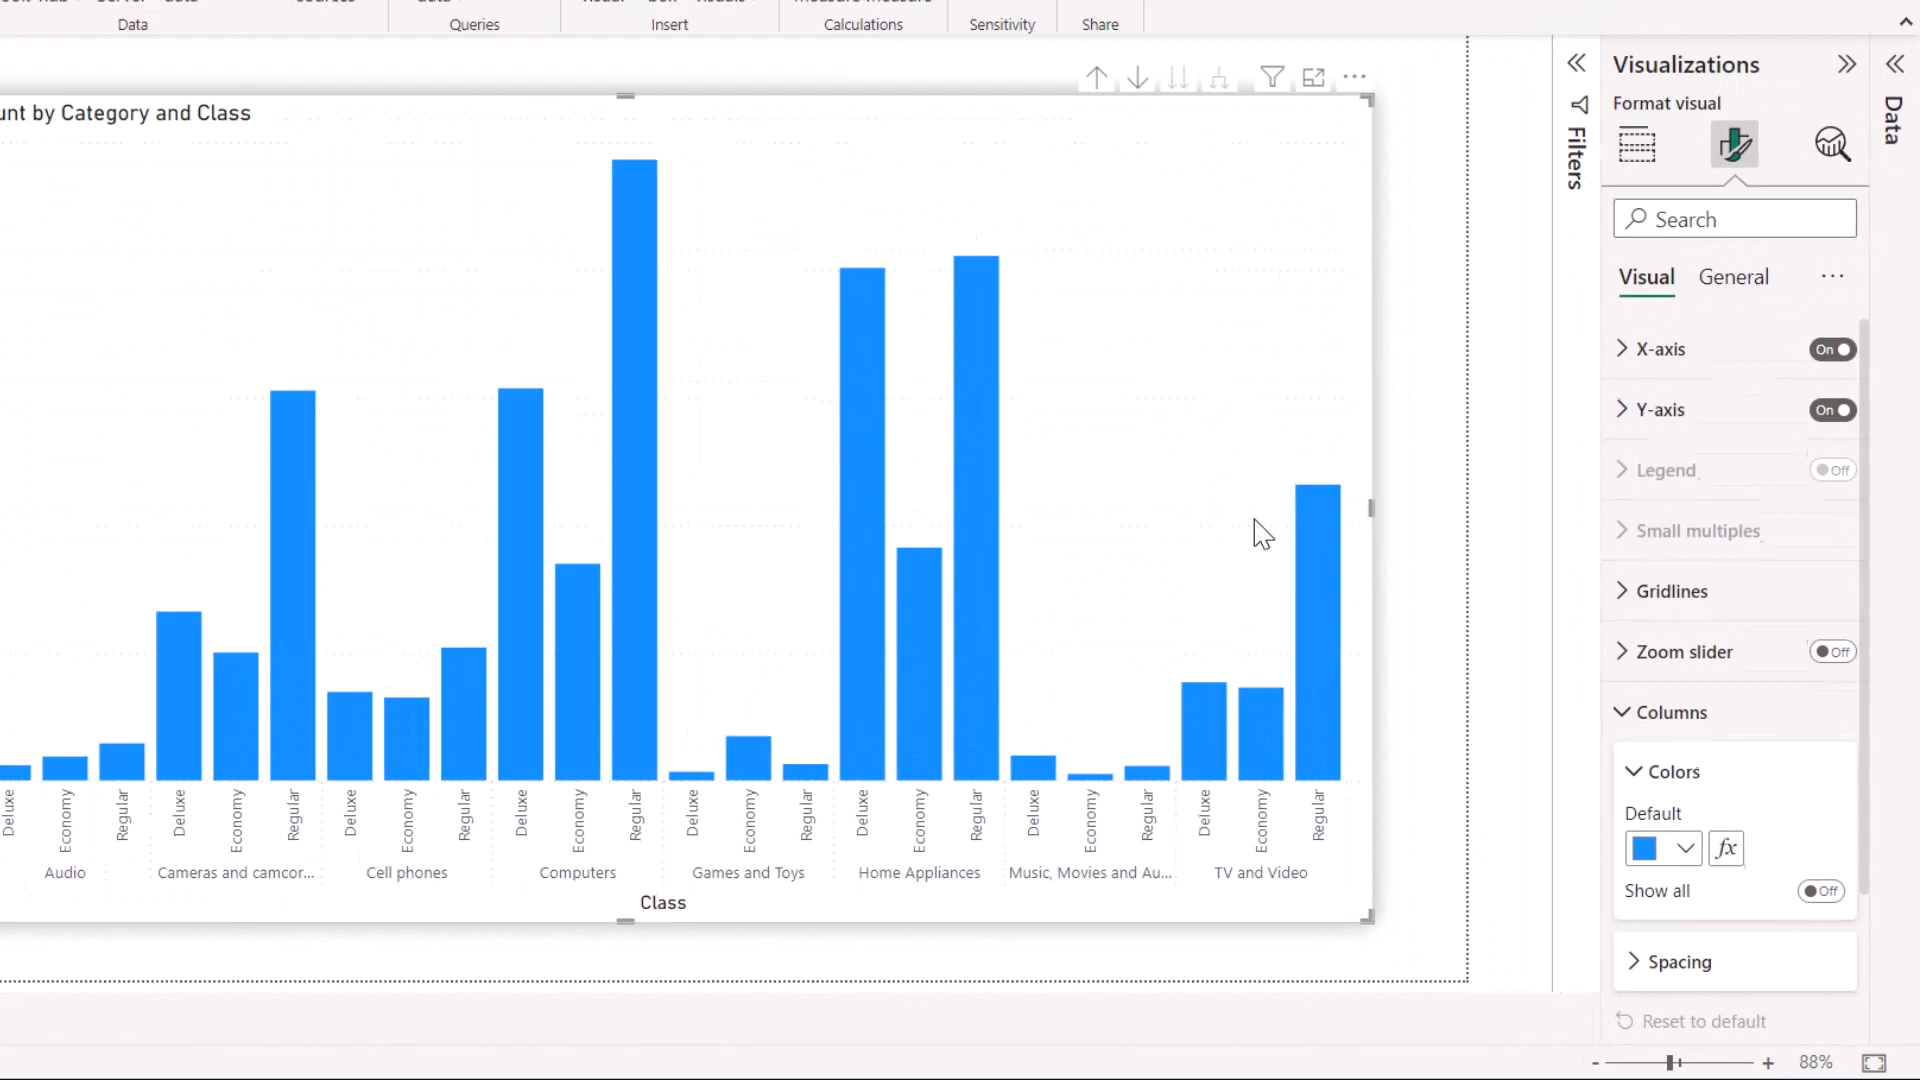 Data
Queries
Insert
Calculations
Sensitivity
Share
unt by Category and Class
Deluxe
Economy
Regular
Deluxe
Economy
Regular
Deluxe
Economy
Regular
Deluxe
Economy
Regular
Deluxe
Economy
Regular
Deluxe
Economy
Regular
Deluxe
Economy
Regular
Deluxe
Economy
Regular
Audio
Cameras and camcor...
Cell phones
Computers
Games and Toys
Home Appliances
Music, Movies and Au...
TV and Video
Class
Filters
Visualizations
Format visual
Search
Visual General ...
X-axis On
Y-axis On
Legend Off
Small multiples
Gridlines
Zoom slider Off
Columns
Colors
Default
fx
Show all Off
Spacing
Reset to default
Data
- + 88%